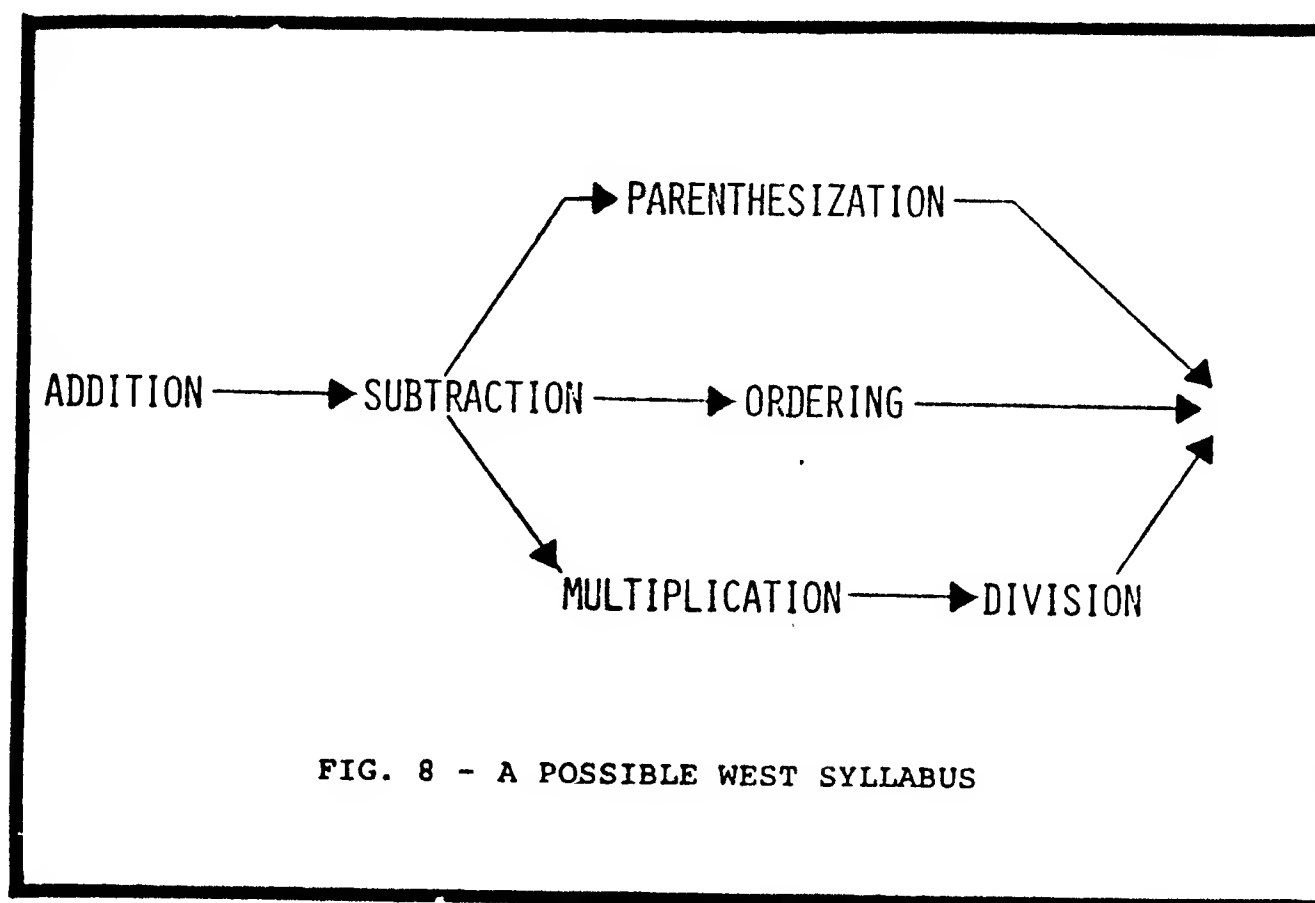 PARENTHESIZATION
ADDITION SUBTRACTION ORDERING
MULTIPLICATION DIVISION
FIG. 8 - A POSSIBLE WEST SYLLABUS